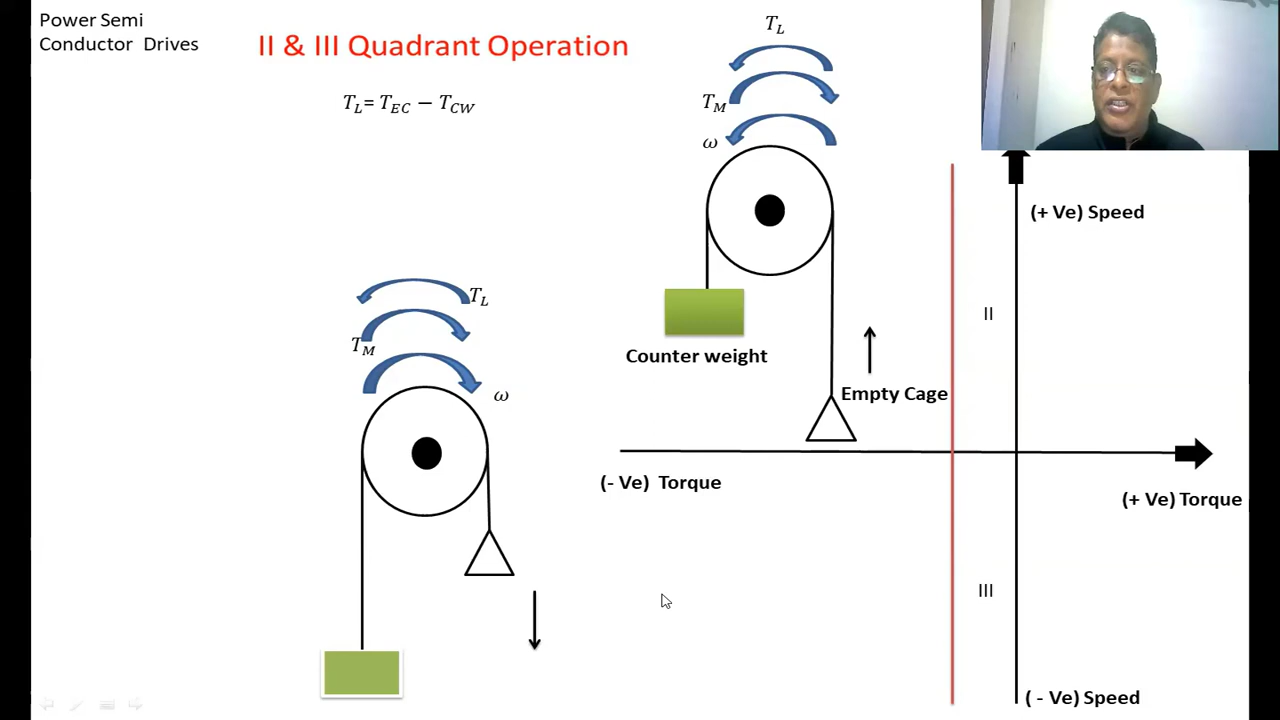 Power Semi
Conductor Drives
II & III Quadrant Operation
T_L= T_EC − T_CW
T_L
T_M
ω
(+ Ve) Speed
II
Counter weight
Empty Cage
T_L
T_M
ω
(- Ve) Torque
(+ Ve) Torque
III
( - Ve) Speed